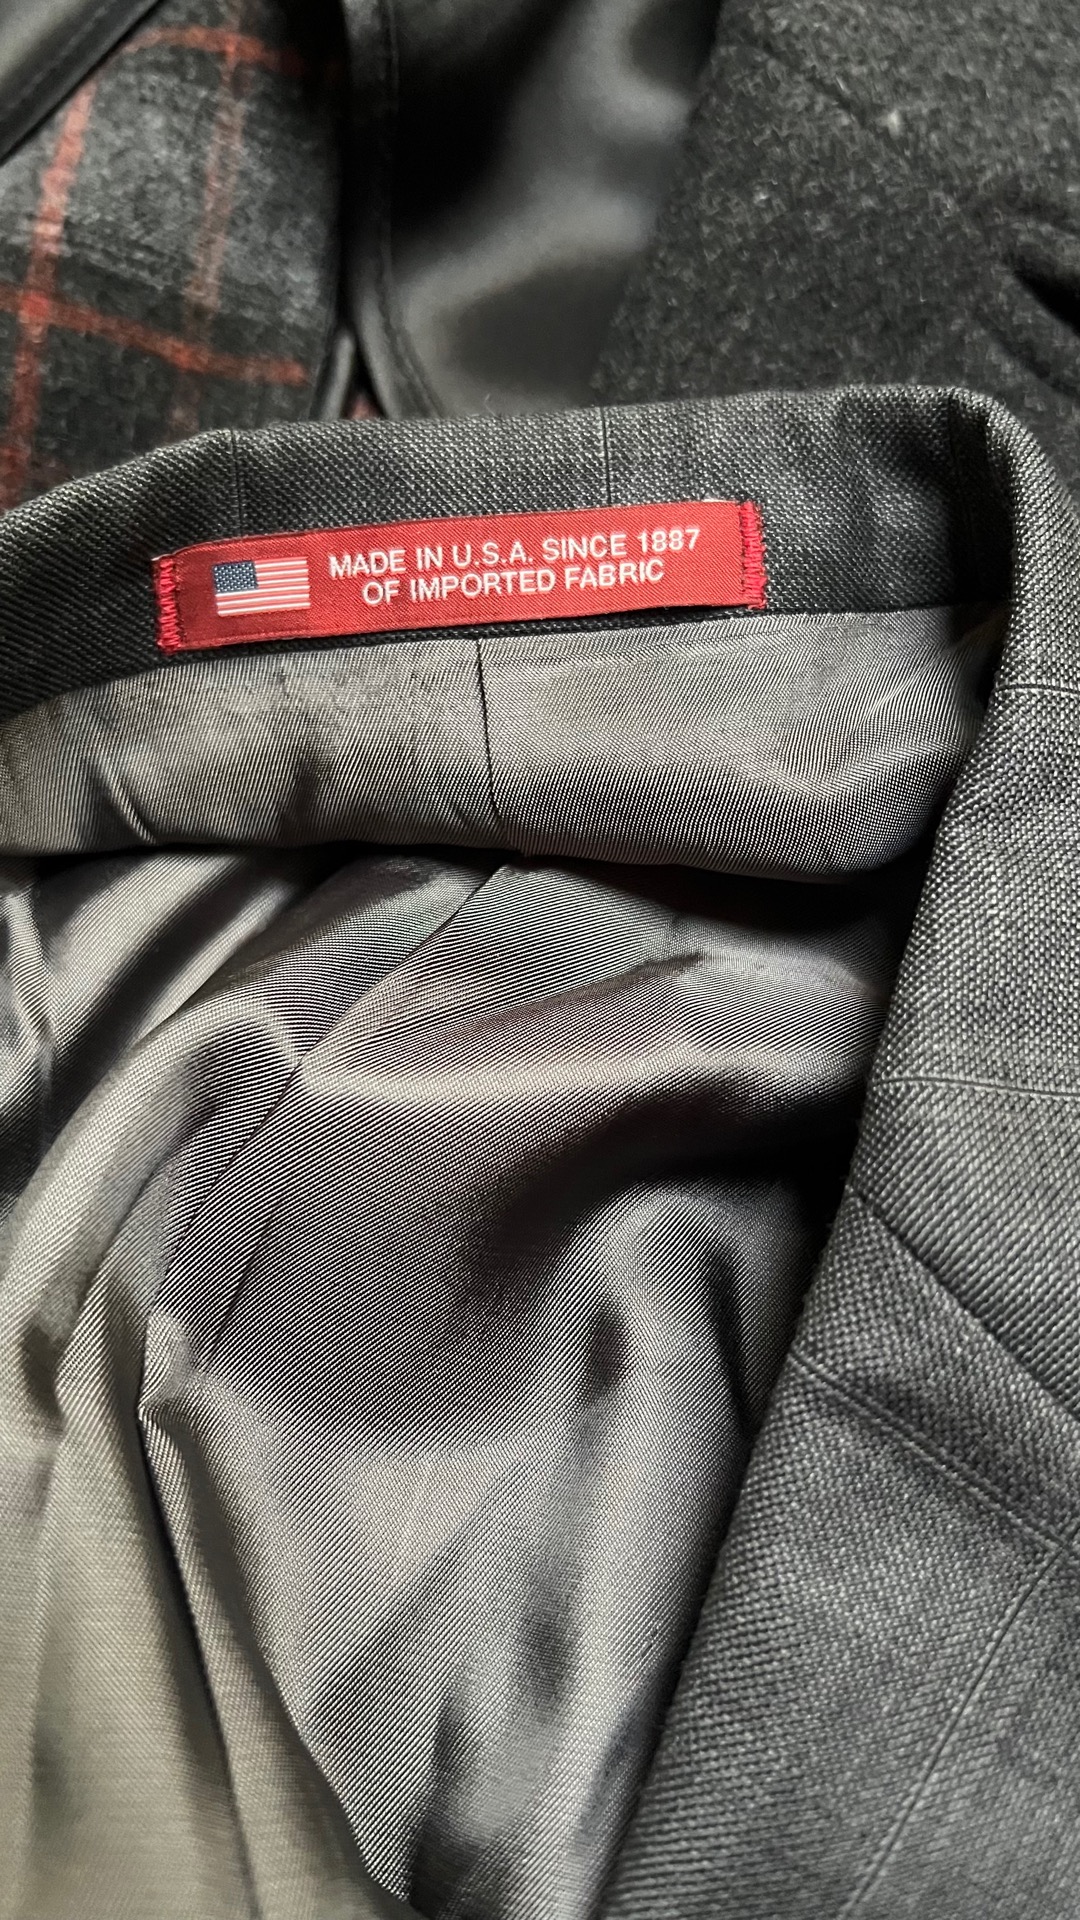 MADE IN U.S.A. SINCE 1887
OF IMPORTED FABRIC